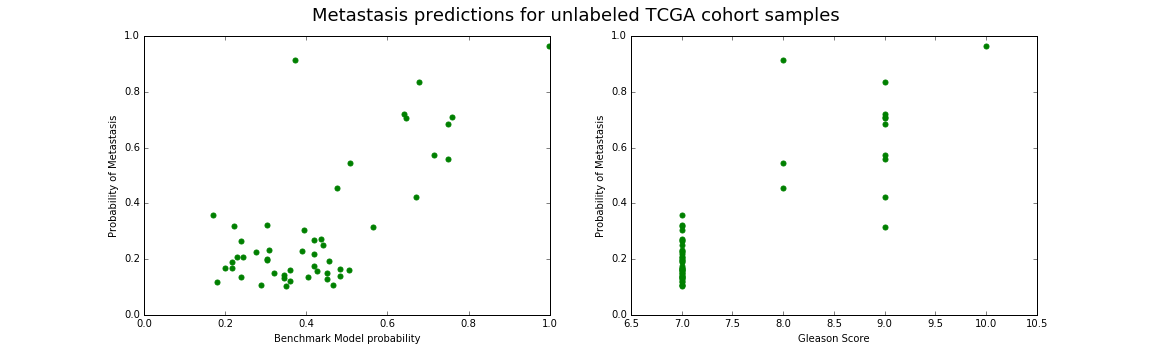 Metastasis predictions for unlabeled TCGA cohort samples
1.0
0.8
0.6
0.4
0.2
0.0
Probability of Metastasis
0.0 0.2 0.4 0.6 0.8 1.0
Benchmark Model probability
1.0
0.8
0.6
0.4
0.2
0.0
Probability of Metastasis
6.5 7.0 7.5 8.0 8.5 9.0 9.5 10.0 10.5
Gleason Score